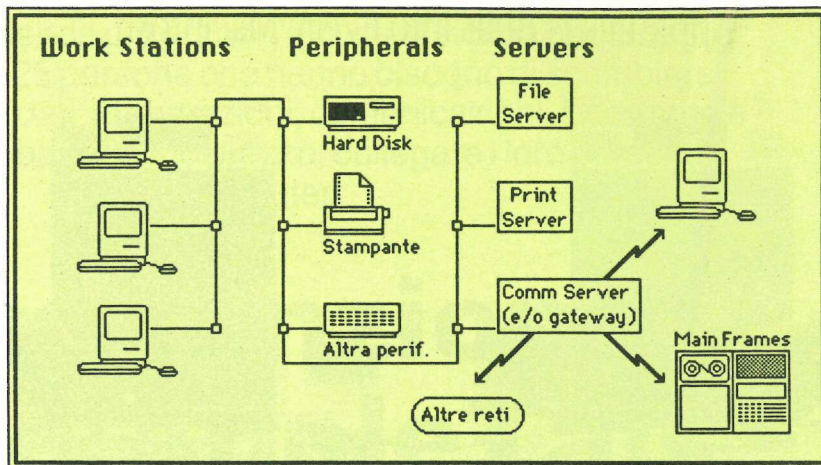 Work Stations
Peripherals
Servers
Hard Disk
Stampante
Altra perif.
File
Server
Print
Server
Comm Server
(e/o gateway)
Altre reti
Main Frames